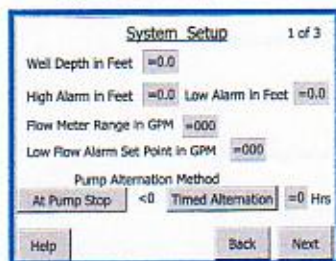 System Setup 1 of 3
Well Depth in Feet =0.0
High Alarm in Feet =0.0 Low Alarm in Feet =0.0
Flow Meter Range in GPM =000
Low Flow Alarm Set Point in GPM =000
Pump Alternation Method
At Pump Stop <0 Timed Alternation =0 Hrs
Help Back Next